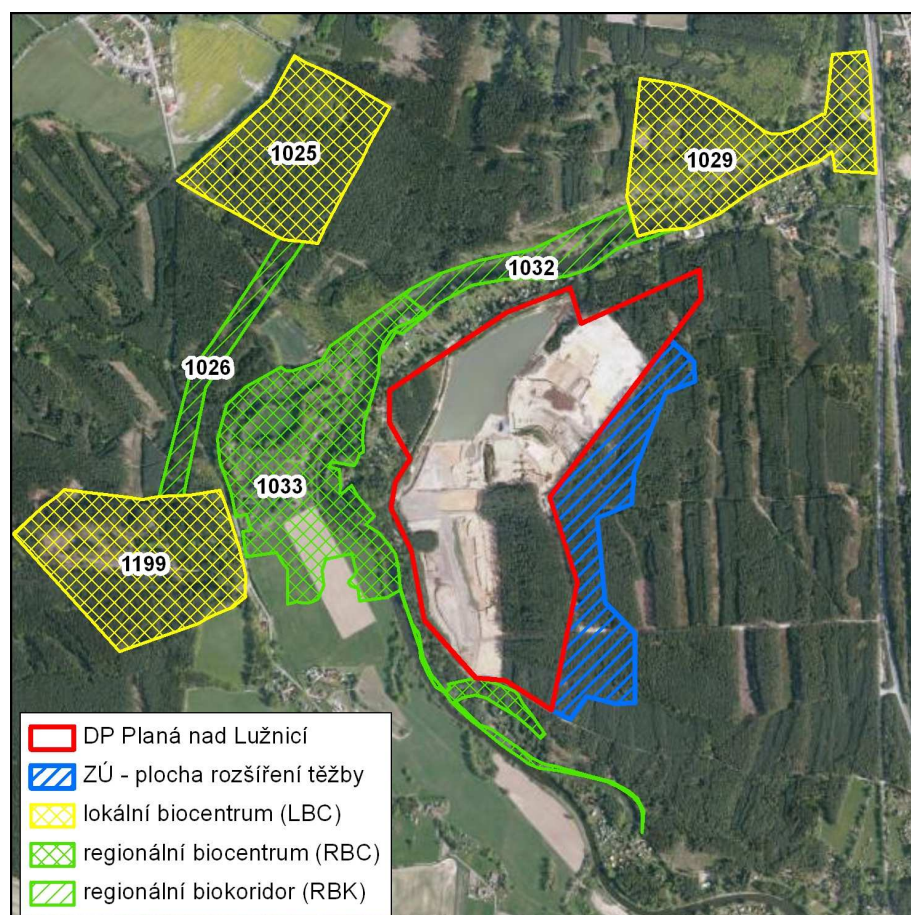 1025
1029
1032
1026
1033
1199
DP Planá nad Lužnicí
ZÚ - plocha rozšíření těžby
lokální biocentrum (LBC)
regionální biocentrum (RBC)
regionální biokoridor (RBK)